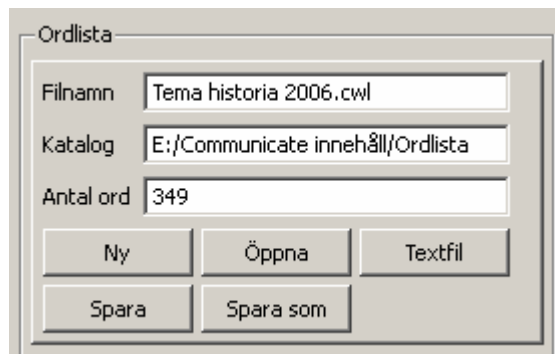 Ordlista
Filnamn Tema historia 2006.cwl
Katalog E:/Communicate innehåll/Ordlista
Antal ord 349
Ny Öppna Textfil
Spara Spara som